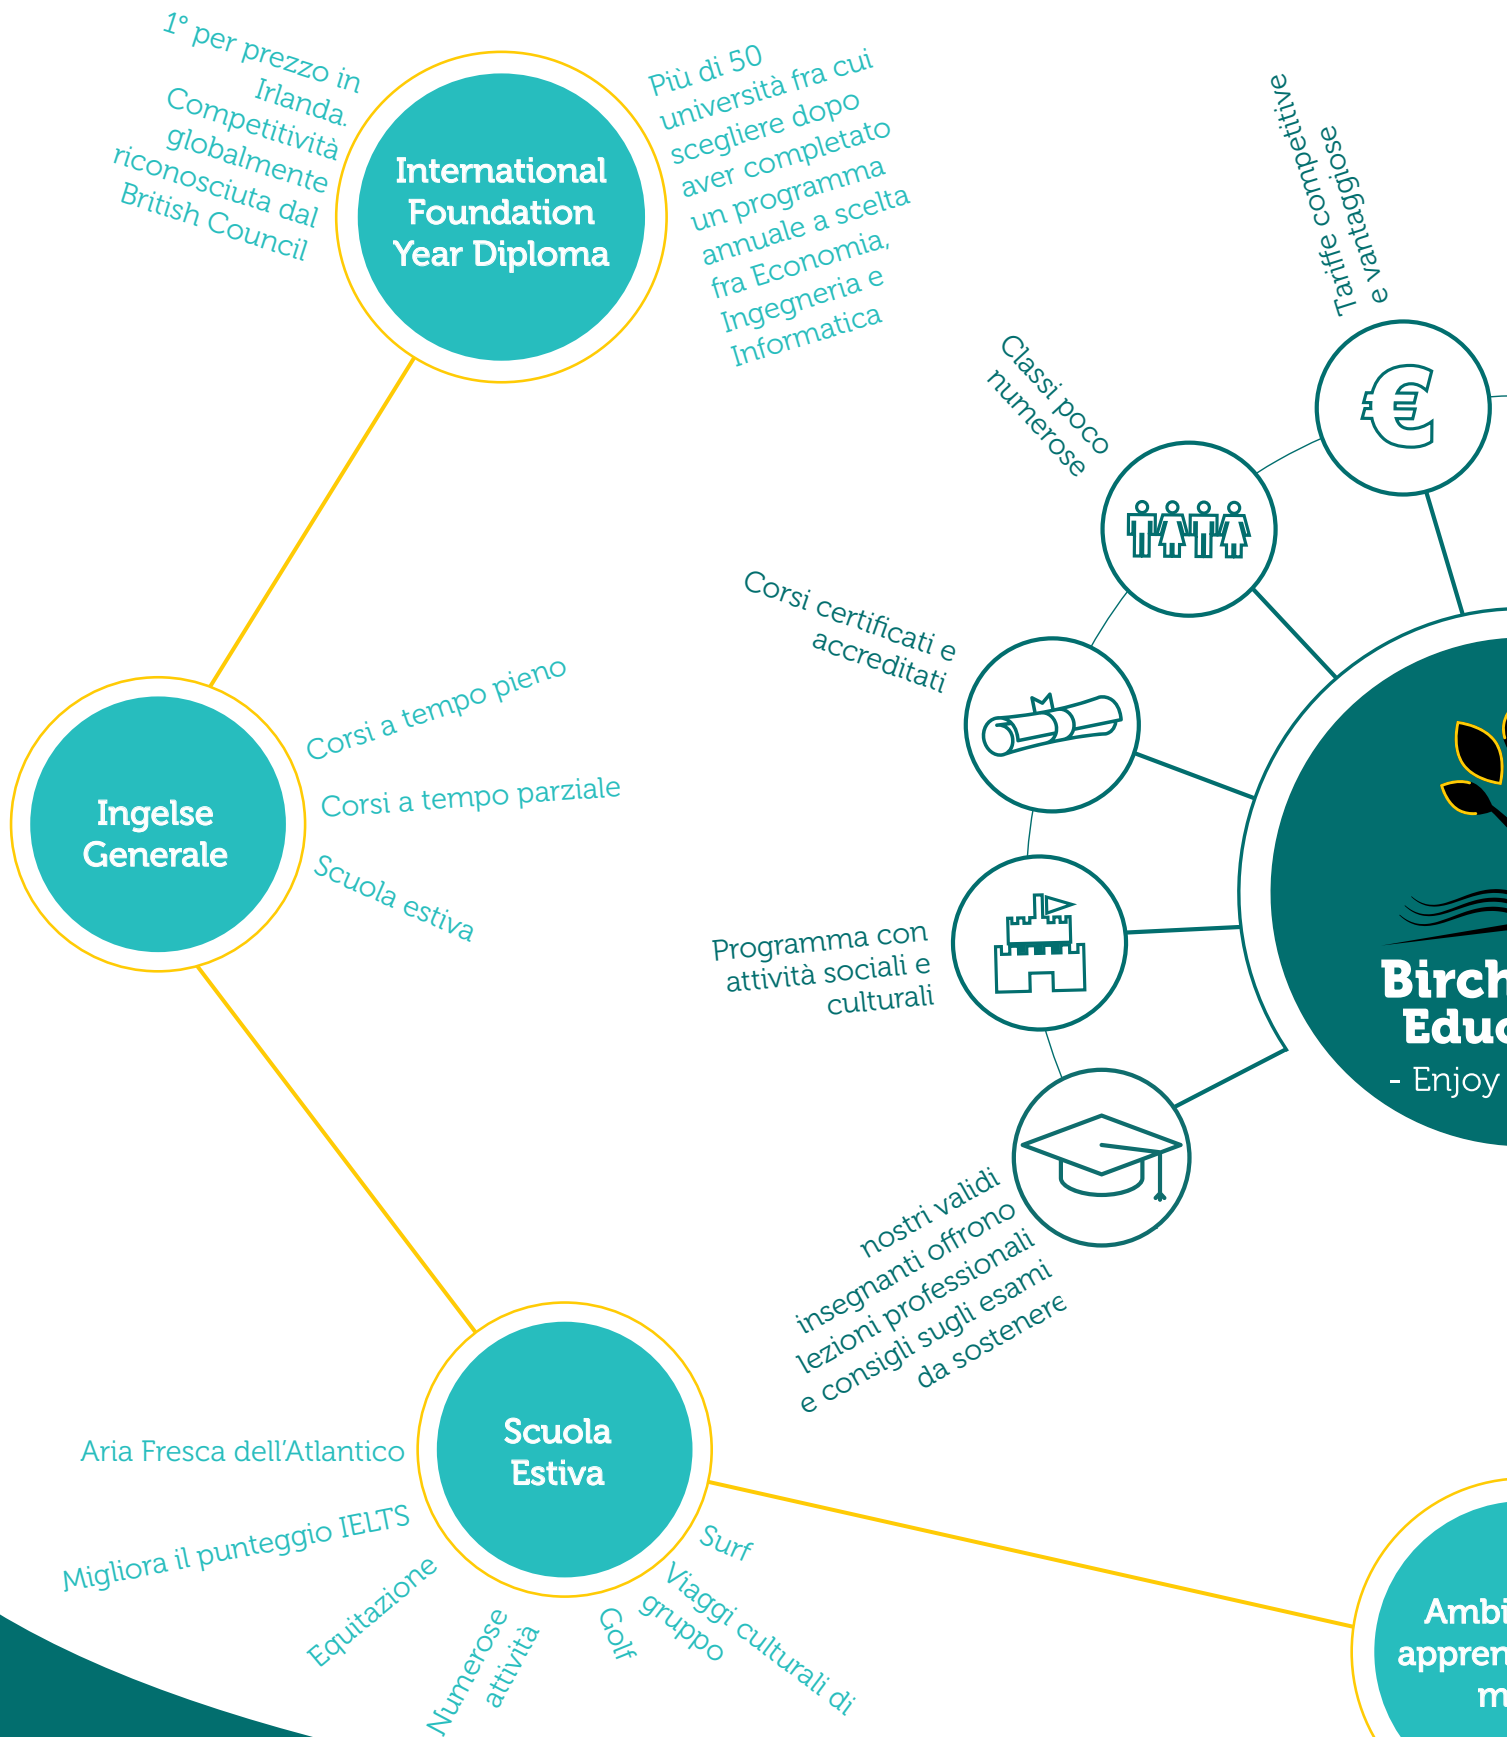 1° per prezzo in
Irlanda.
Competitività
globalmente
riconosciuta dal
British Council
International
Foundation
Year Diploma
Più di 50
università fra cui
scegliere dopo
aver completato
un programma
annuale a scelta
fra Economia,
Ingegneria e
Informatica
Tariffe competitive
e vantaggiose
€
Classi poco
numerose
Corsi certificati e
accreditati
Programma con
attività sociali e
culturali
nostri validi
insegnanti offrono
lezioni professionali
e consigli sugli esami
da sostenere
Birch
Educ
- Enjoy
Ingelse
Generale
Corsi a tempo pieno
Corsi a tempo parziale
Scuola estiva
Scuola
Estiva
Aria Fresca dell'Atlantico
Migliora il punteggio IELTS
Equitazione
Numerose
attività
Golf
Viaggi culturali di
gruppo
Surf
Ambi
appren
m